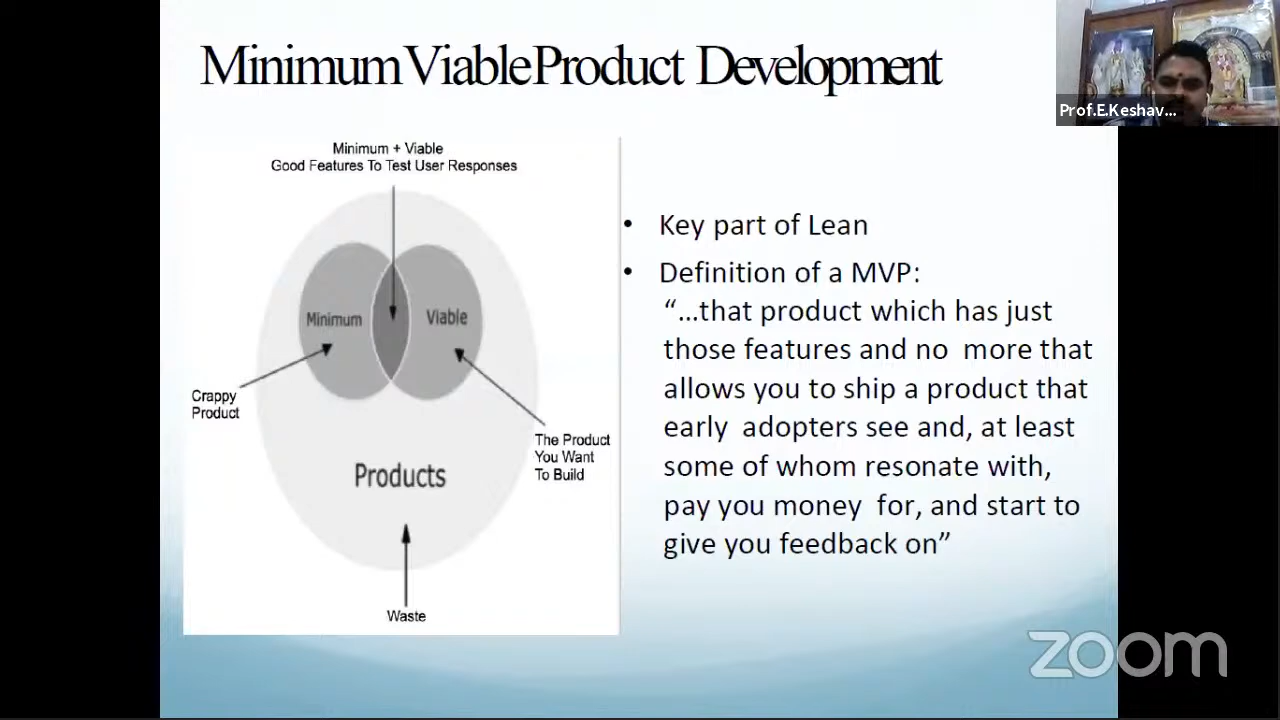 Minimum Viable Product Development
Prof.E.Keshav...
Minimum + Viable
Good Features To Test User Responses
Minimum
Viable
Crappy
Product
The Product
You Want
To Build
Products
Waste
• Key part of Lean
• Definition of a MVP:
“...that product which has just
those features and no more that
allows you to ship a product that
early adopters see and, at least
some of whom resonate with,
pay you money for, and start to
give you feedback on”
zoom